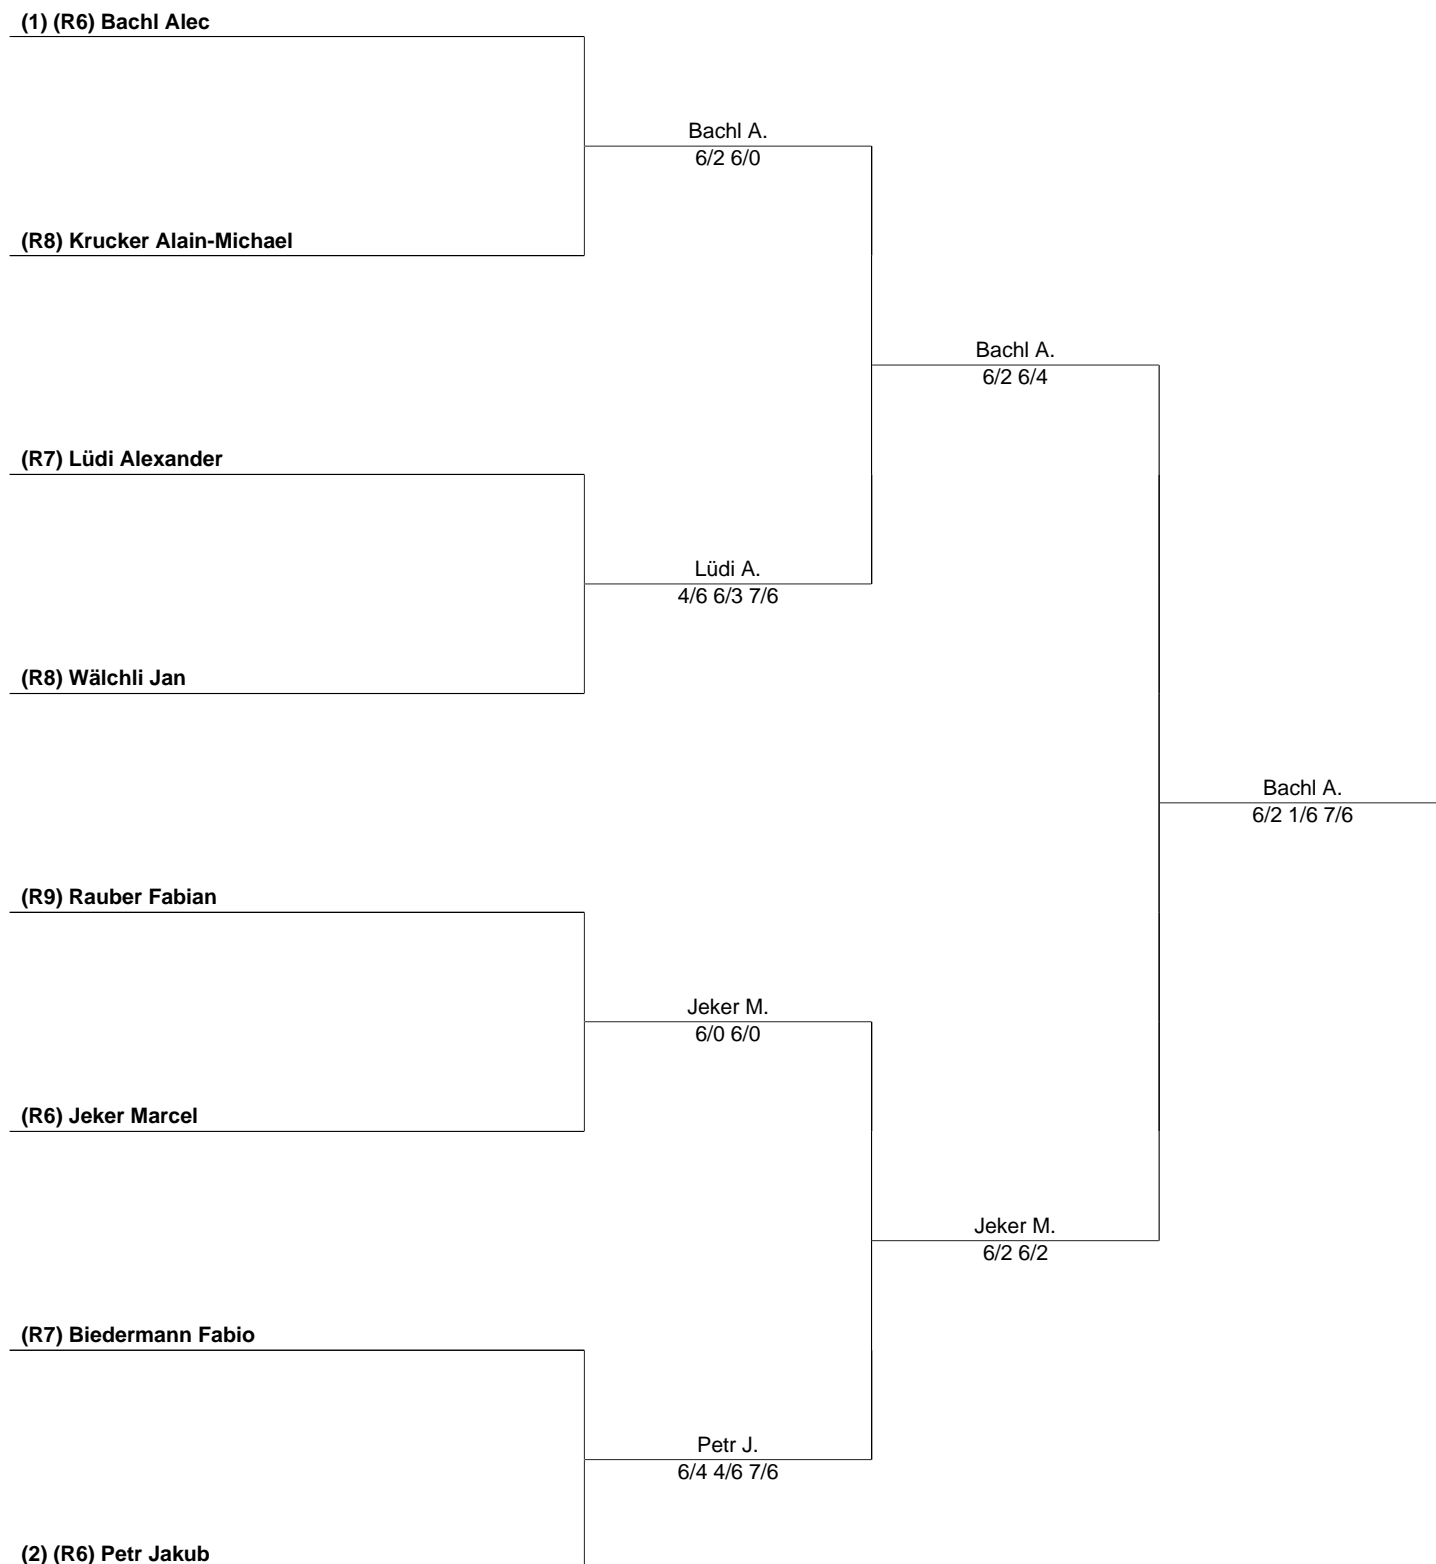 (1) (R6) Bachl Alec
Bachl A.
6/2 6/0
(R8) Krucker Alain-Michael
Bachl A.
6/2 6/4
(R7) Lüdi Alexander
Lüdi A.
4/6 6/3 7/6
(R8) Wälchli Jan
Bachl A.
6/2 1/6 7/6
(R9) Rauber Fabian
Jeker M.
6/0 6/0
(R6) Jeker Marcel
Jeker M.
6/2 6/2
(R7) Biedermann Fabio
Petr J.
6/4 4/6 7/6
(2) (R6) Petr Jakub